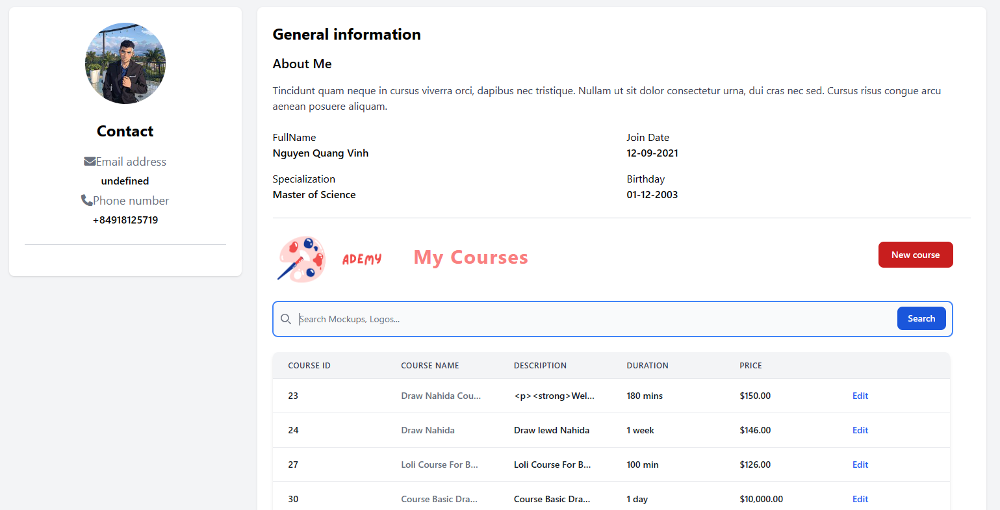 Contact
Email address
undefined
Phone number
+84918125719
General information
About Me
Tincidunt quam neque in cursus viverra orci, dapibus nec tristique. Nullam ut sit dolor consectetur urna, dui cras nec sed. Cursus risus congue arcu
aenean posuere aliquam.
FullName
Join Date
Nguyen Quang Vinh
12-09-2021
Specialization
Birthday
Master of Science
01-12-2003
ADEMY
My Courses
New course
Search Mockups, Logos...
Search
COURSE ID COURSE NAME DESCRIPTION DURATION PRICE
23 Draw Nahida Cou... <p><strong>Wel... 180 mins $150.00 Edit
24 Draw Nahida Draw lewd Nahida 1 week $146.00 Edit
27 Loli Course For B... Loli Course For B... 100 min $126.00 Edit
30 Course Basic Dra... Course Basic Dra... 1 day $10,000.00 Edit